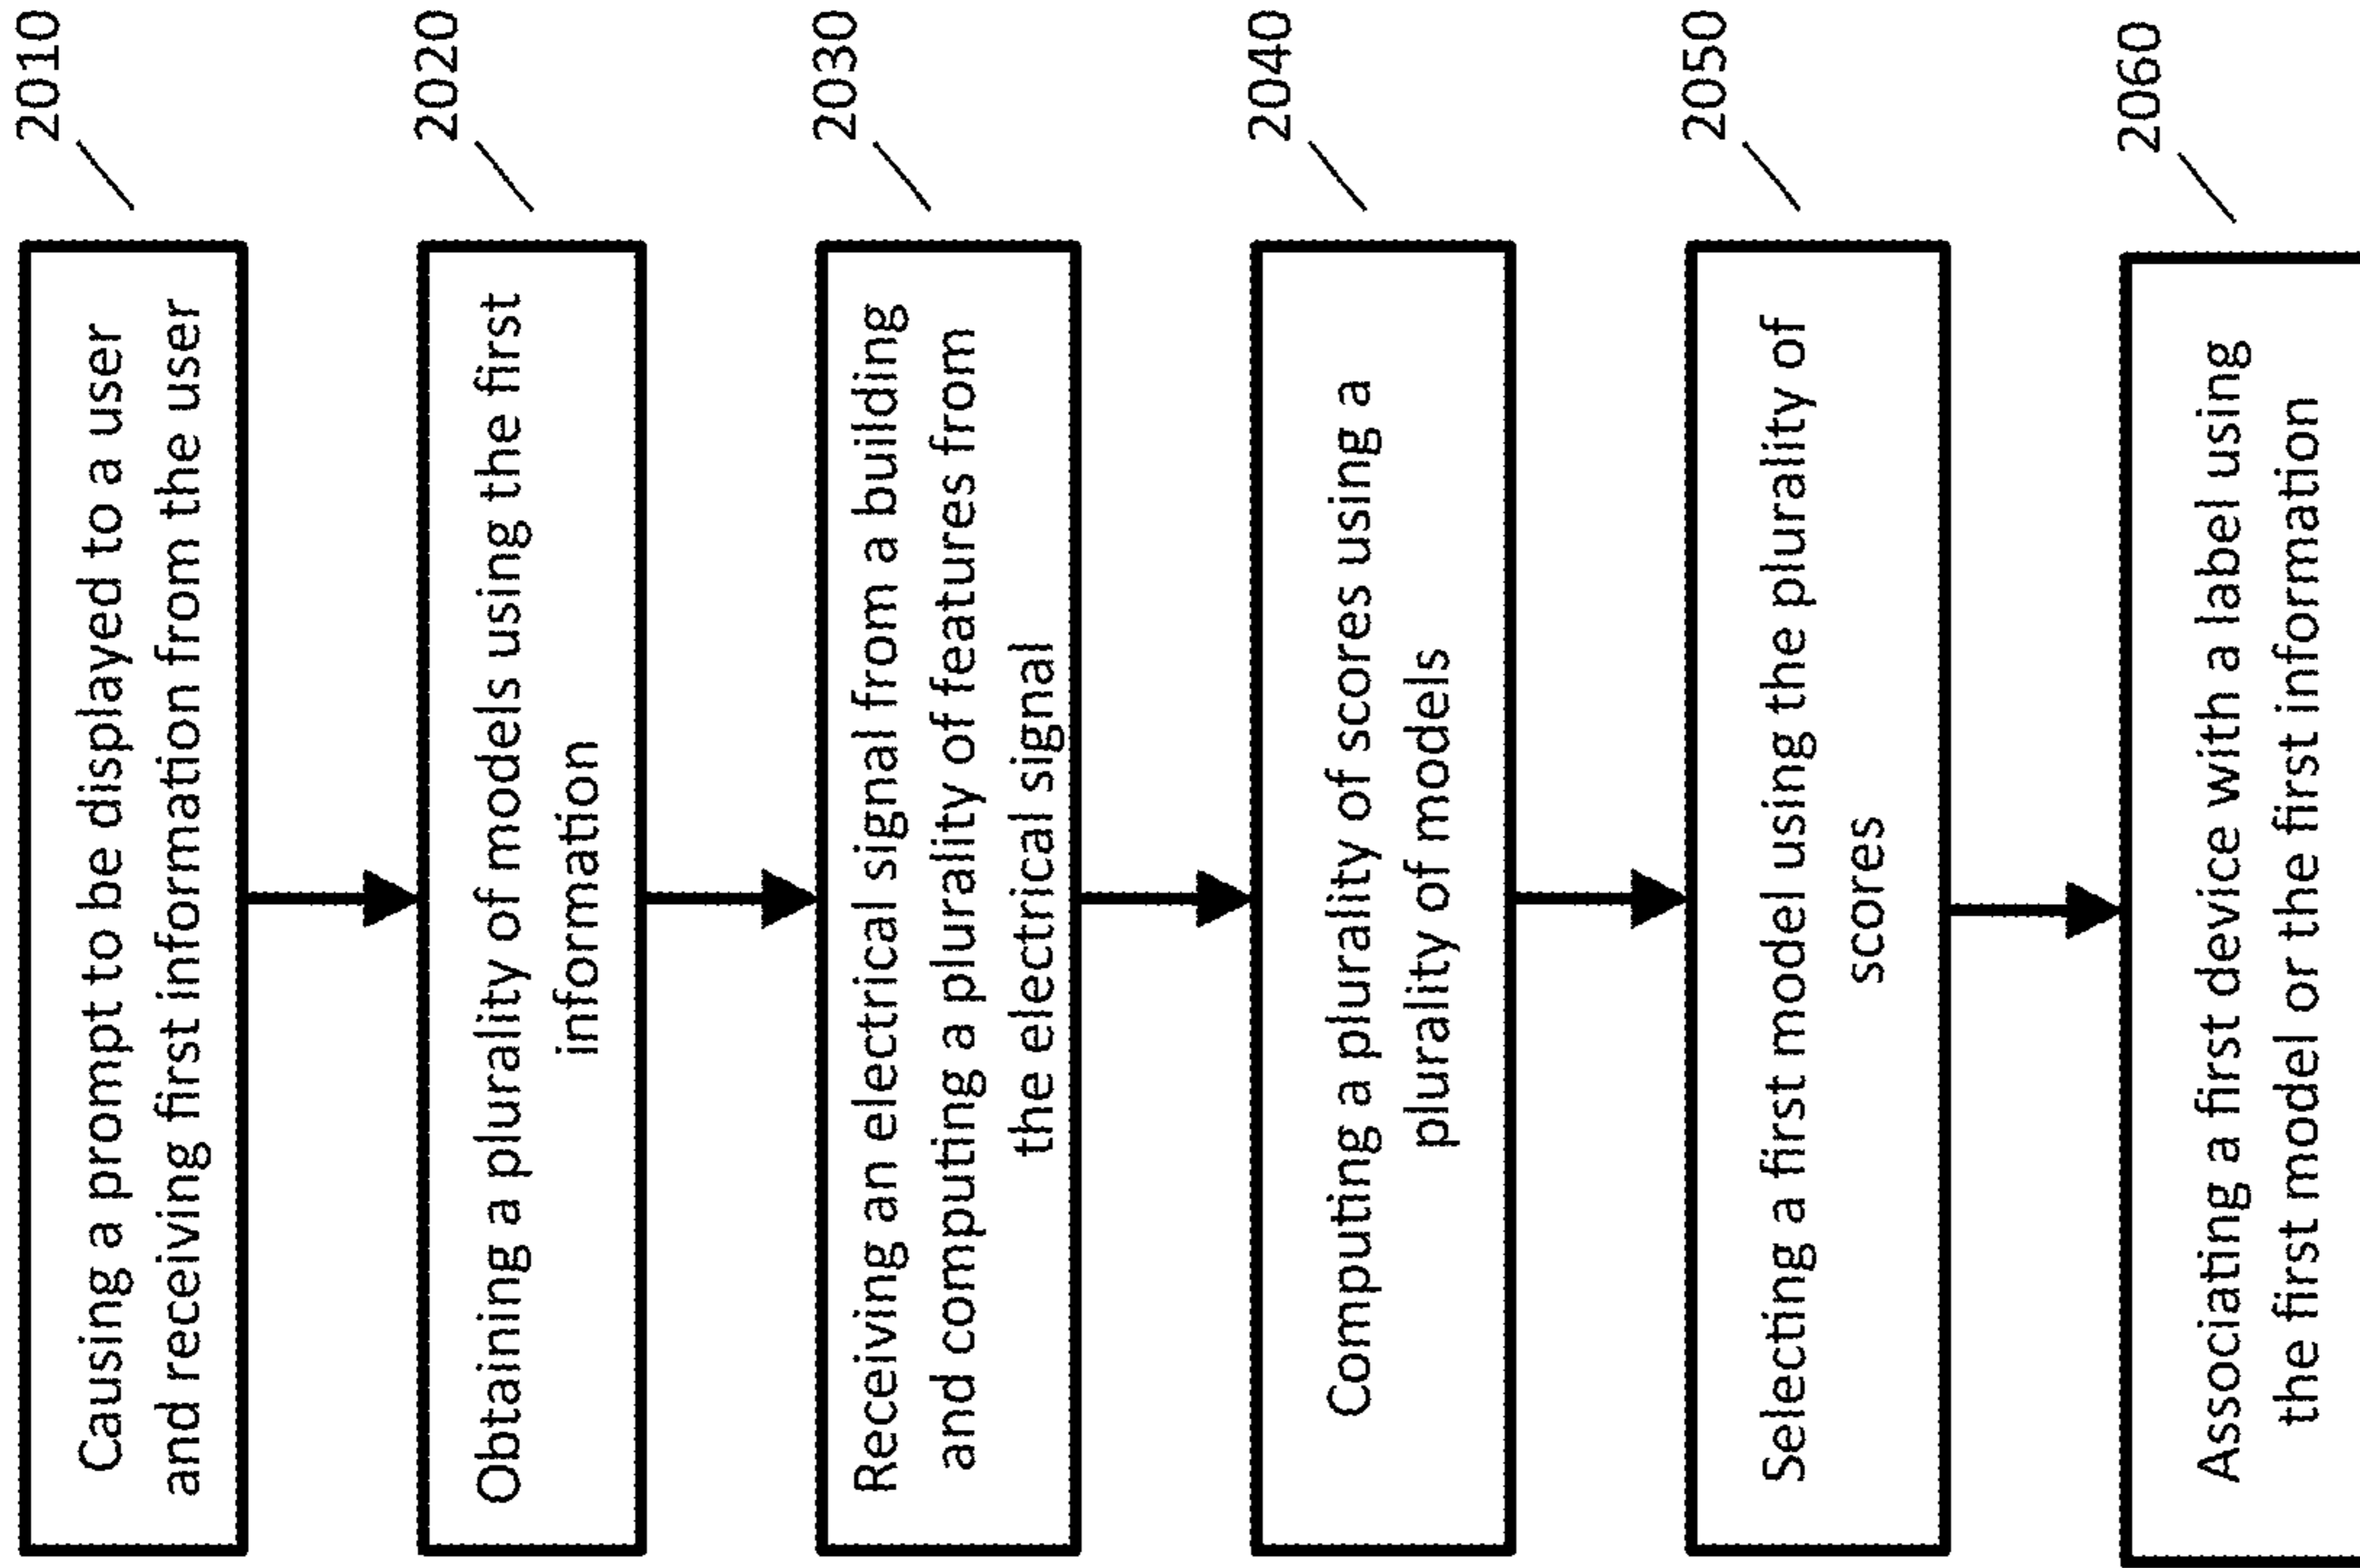 2010
Causing a prompt to be displayed to a user
and receiving first information from the user
2020
Obtaining a plurality of models using the first
information
2030
Receiving an electrical signal from a building
and computing a plurality of features from
the electrical signal
2040
Computing a plurality of scores using a
plurality of models
2050
Selecting a first model using the plurality of
scores
2060
Associating a first device with a label using
the first model or the first information